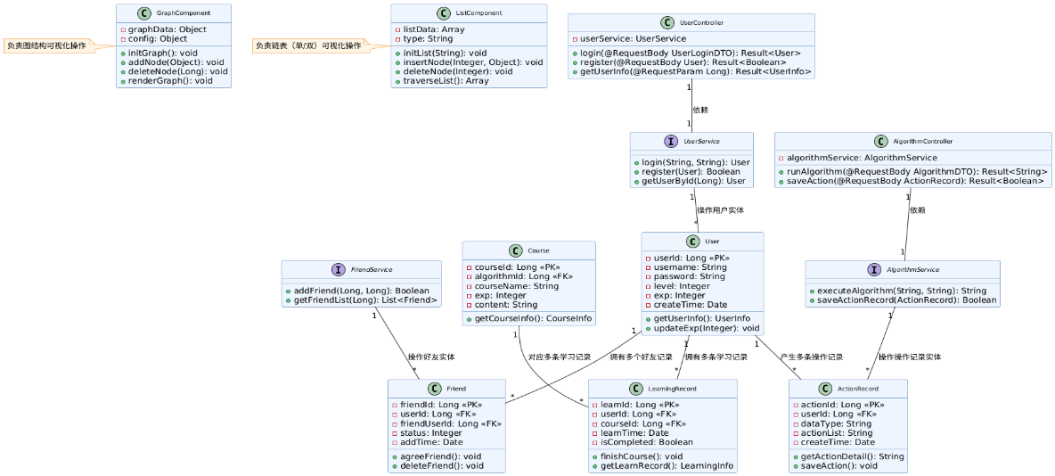 GraphComponent
graphData: Object
config: Object
initGraph(): void
addNode(Object): void
deleteNode(Long): void
renderGraph(): void
负责图结构可视化操作
ListComponent
listData: Array
type: String
initList(String): void
insertNode(Integer, Object): void
deleteNode(Integer): void
traverseList(): Array
负责链表（单/双）可视化操作
UserController
userService: UserService
login(@RequestBody UserLoginDTO): Result<User>
register(@RequestBody User): Result<Boolean>
getUserInfo(@RequestParam Long): Result<UserInfo>
1
依赖
1
UserService
login(String, String): User
register(User): Boolean
getUserById(Long): User
1
操作用户实体
*
AlgorithmController
algorithmService: AlgorithmService
runAlgorithm(@RequestBody AlgorithmDTO): Result<String>
saveAction(@RequestBody ActionRecord): Result<Boolean>
1
依赖
1
FriendService
addFriend(Long, Long): Boolean
getFriendList(Long): List<Friend>
1
操作好友实体
*
Course
courseId: Long «PK»
algorithmId: Long «FK»
courseName: String
exp: Integer
content: String
getCourseInfo(): CourseInfo
1
对应多条学习记录
*
User
userId: Long «PK»
username: String
password: String
level: Integer
exp: Integer
createTime: Date
getUserInfo(): UserInfo
updateExp(Integer): void
1
拥有多个好友记录
*
1
拥有多条学习记录
*
1
产生多条操作记录
*
AlgorithmService
executeAlgorithm(String, String): String
saveActionRecord(ActionRecord): Boolean
1
操作操作记录实体
*
Friend
friendId: Long «PK»
userId: Long «FK»
friendUserId: Long «FK»
status: Integer
addTime: Date
agreeFriend(): void
deleteFriend(): void
LearningRecord
learnId: Long «PK»
userId: Long «FK»
courseId: Long «FK»
learnTime: Date
isCompleted: Boolean
finishCourse(): void
getLearnRecord(): LearningInfo
ActionRecord
actionId: Long «PK»
userId: Long «FK»
dataType: String
actionList: String
createTime: Date
getActionDetail(): String
saveAction(): void